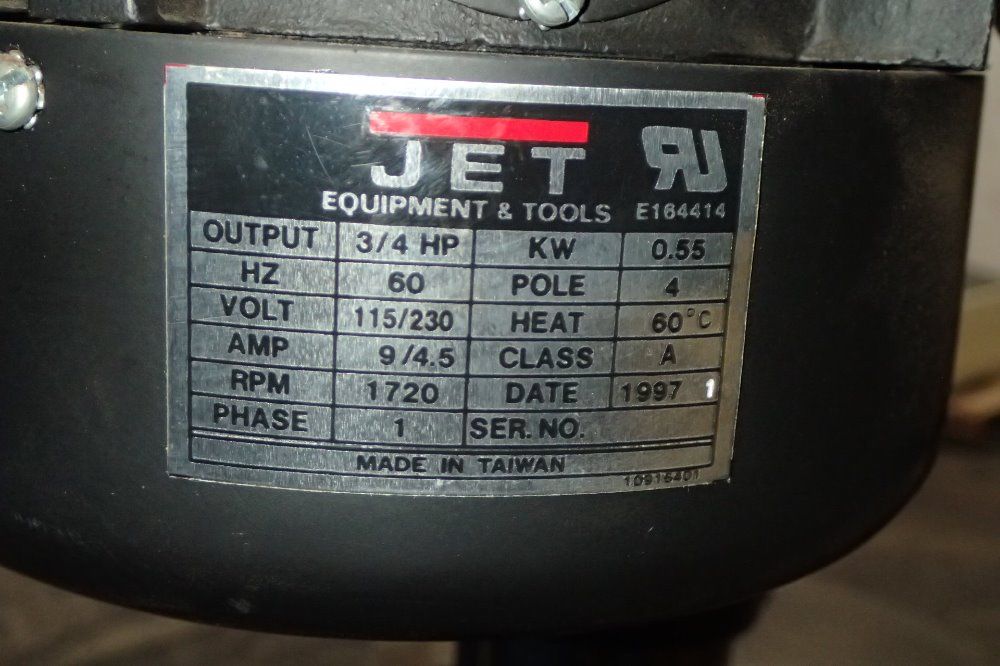 JET
EQUIPMENT & TOOLS E164414
OUTPUT 3/4 HP KW 0.55
HZ 60 POLE 4
VOLT 115/230 HEAT 60°C
AMP 9/4.5 CLASS A
RPM 1720 DATE 1997 1
PHASE 1 SER. NO.
MADE IN TAIWAN
10916401